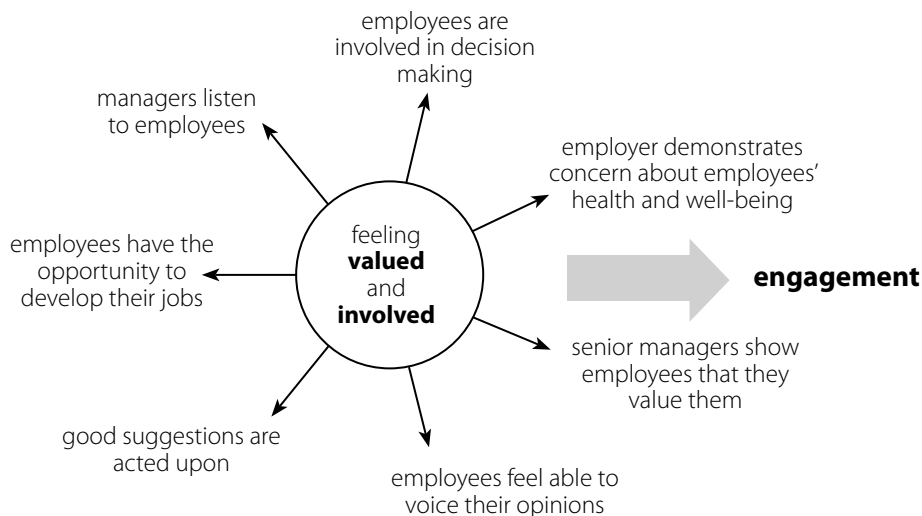 employees are
involved in decision
making
managers listen
to employees
employer demonstrates
concern about employees’
health and well-being
feeling
valued
and
involved
employees have the
opportunity to
develop their jobs
engagement
senior managers show
employees that they
value them
good suggestions are
acted upon
employees feel able to
voice their opinions